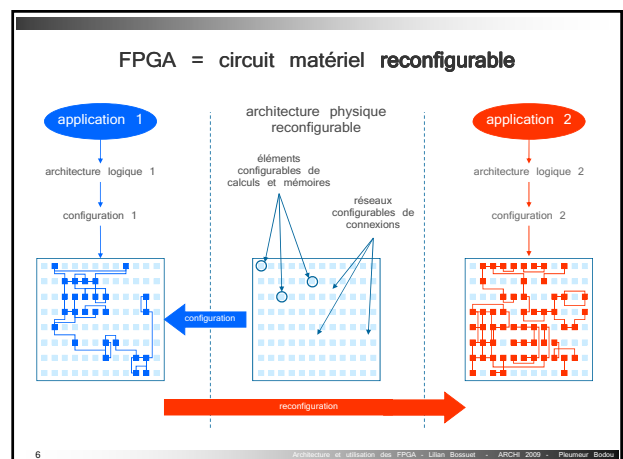 FPGA = circuit matériel reconfigurable
application 1
architecture logique 1
configuration 1
architecture physique
reconfigurable
éléments
configurables de
calculs et mémoires
réseaux
configurables de
connexions
application 2
architecture logique 2
configuration 2
configuration
reconfiguration
6
Architecture et utilisation des FPGA - Lilian Bossuet - ARCHI 2009 - Pleumeur Bodou